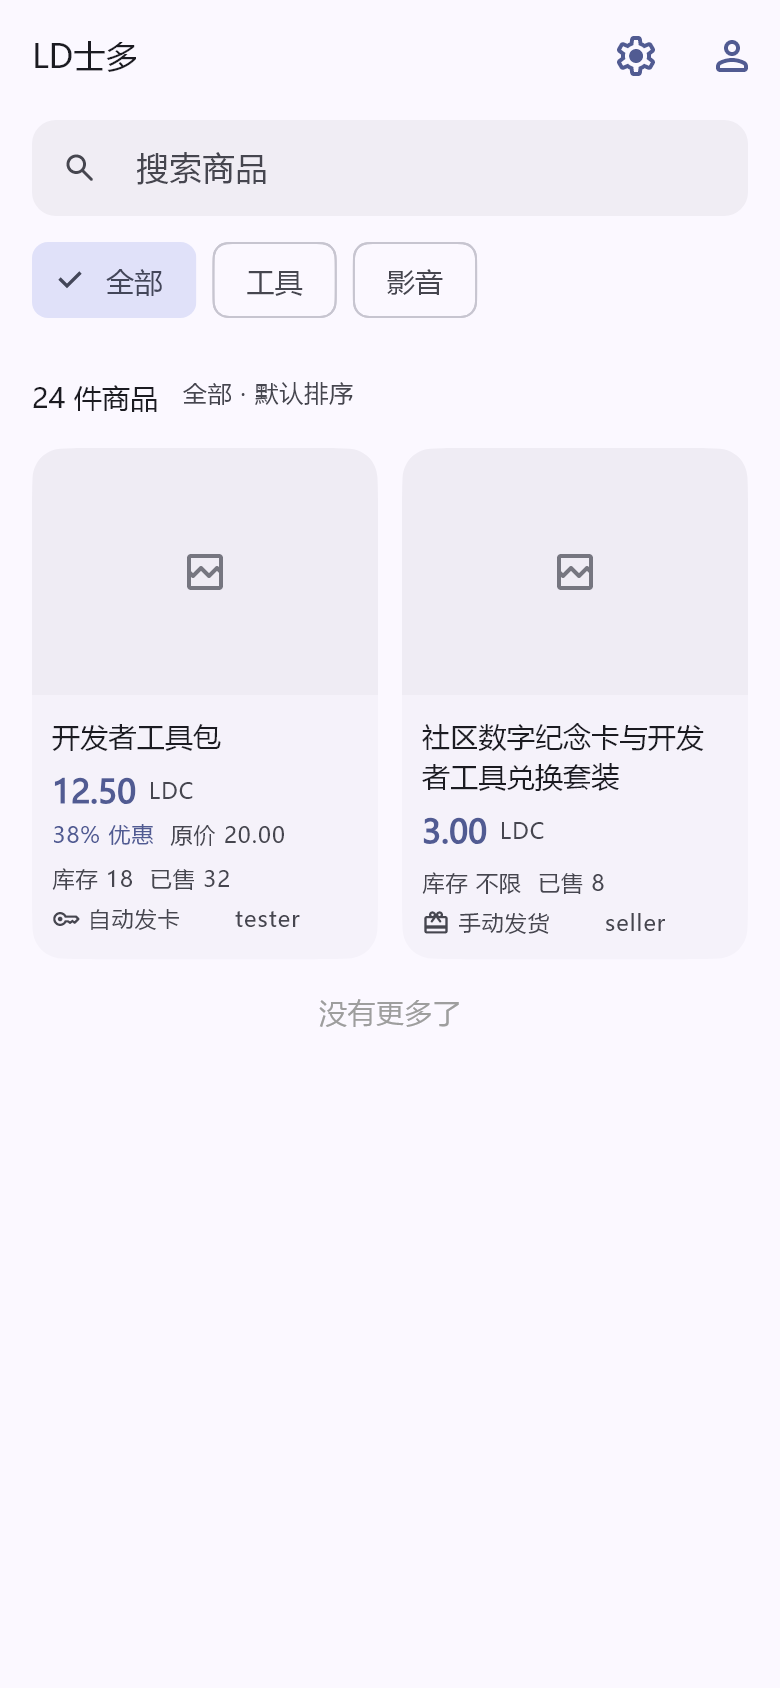 LD士多
搜索商品
全部 工具 影音
24 件商品 全部 · 默认排序
开发者工具包
12.50 LDC
38% 优惠 原价 20.00
库存 18 已售 32
自动发卡 tester
社区数字纪念卡与开发
者工具兑换套装
3.00 LDC
库存 不限 已售 8
手动发货 seller
没有更多了